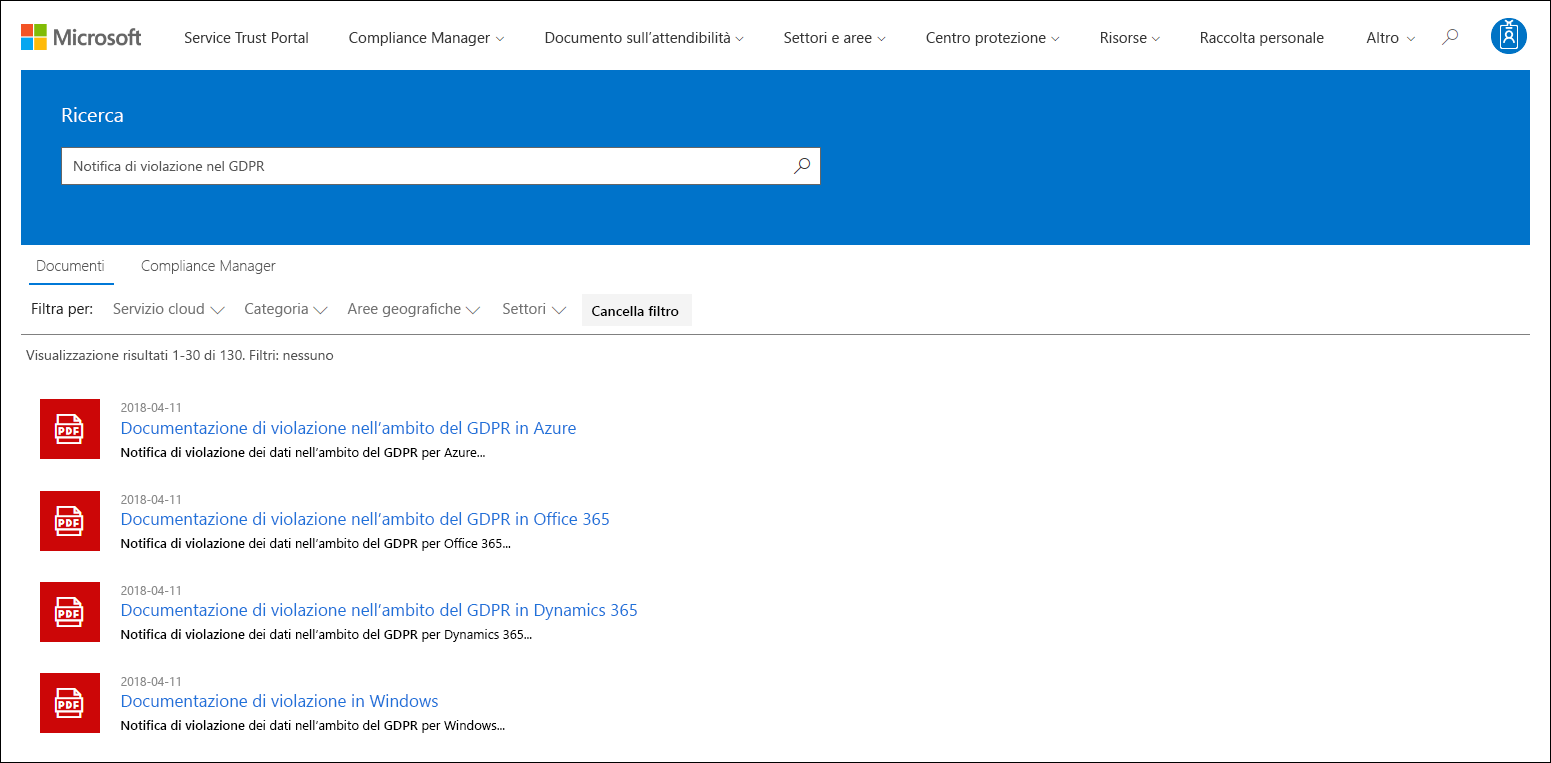 Microsoft Service Trust Portal Compliance Manager Documento sull'attendibilità Settori e aree Centro protezione Risorse Raccolta personale Altro
Ricerca
Notifica di violazione nel GDPR
Documenti Compliance Manager
Filtra per: Servizio cloud Categoria Aree geografiche Settori Cancella filtro
Visualizzazione risultati 1-30 di 130. Filtri: nessuno
2018-04-11
PDF Documentazione di violazione nell'ambito del GDPR in Azure
Notifica di violazione dei dati nell'ambito del GDPR per Azure...
2018-04-11
PDF Documentazione di violazione nell'ambito del GDPR in Office 365
Notifica di violazione dei dati nell'ambito del GDPR per Office 365...
2018-04-11
PDF Documentazione di violazione nell'ambito del GDPR in Dynamics 365
Notifica di violazione dei dati nell'ambito del GDPR per Dynamics 365...
2018-04-11
PDF Documentazione di violazione in Windows
Notifica di violazione dei dati nell'ambito del GDPR per Windows...